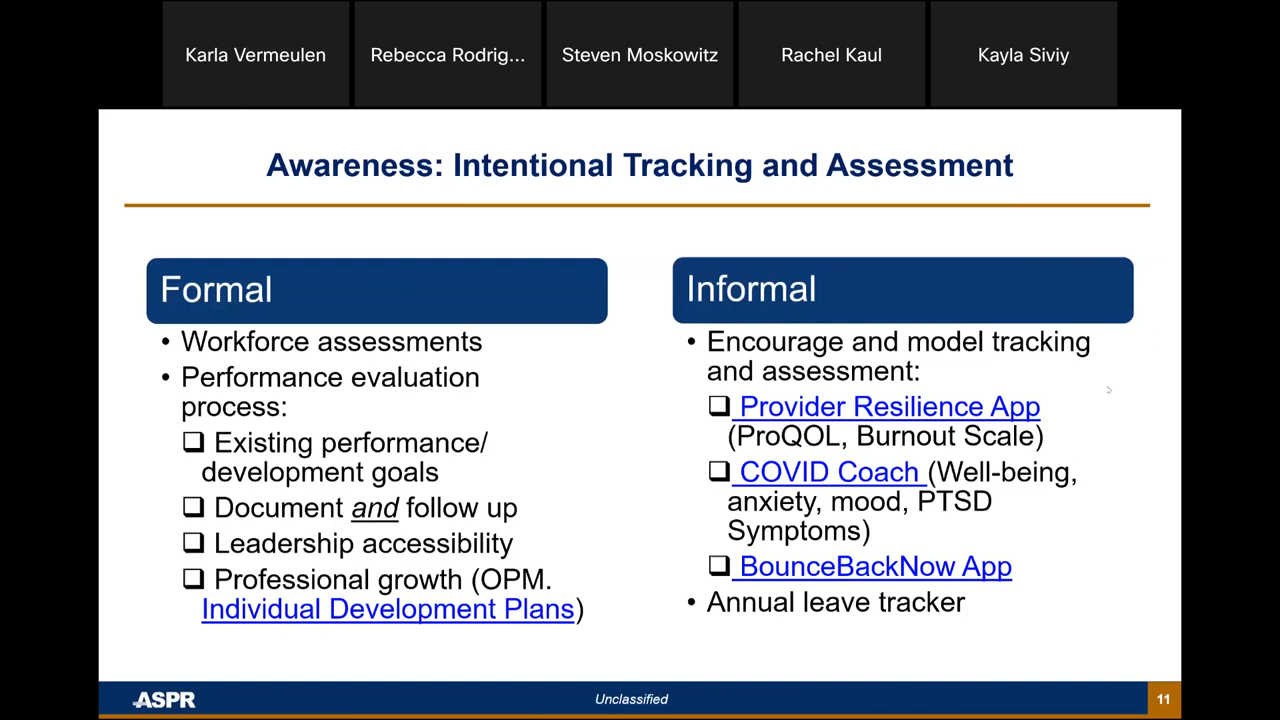 Karla Vermeulen
Rebecca Rodrig...
Steven Moskowitz
Rachel Kaul
Kayla Siviy
Awareness: Intentional Tracking and Assessment
Formal
• Workforce assessments
• Performance evaluation
process:
❑ Existing performance/
development goals
❑ Document and follow up
❑ Leadership accessibility
❑ Professional growth (OPM.
Individual Development Plans)
Informal
• Encourage and model tracking
and assessment:
❑ Provider Resilience App
(ProQOL, Burnout Scale)
❑ COVID Coach (Well-being,
anxiety, mood, PTSD
Symptoms)
❑ BounceBackNow App
• Annual leave tracker
ASPR
Unclassified
11